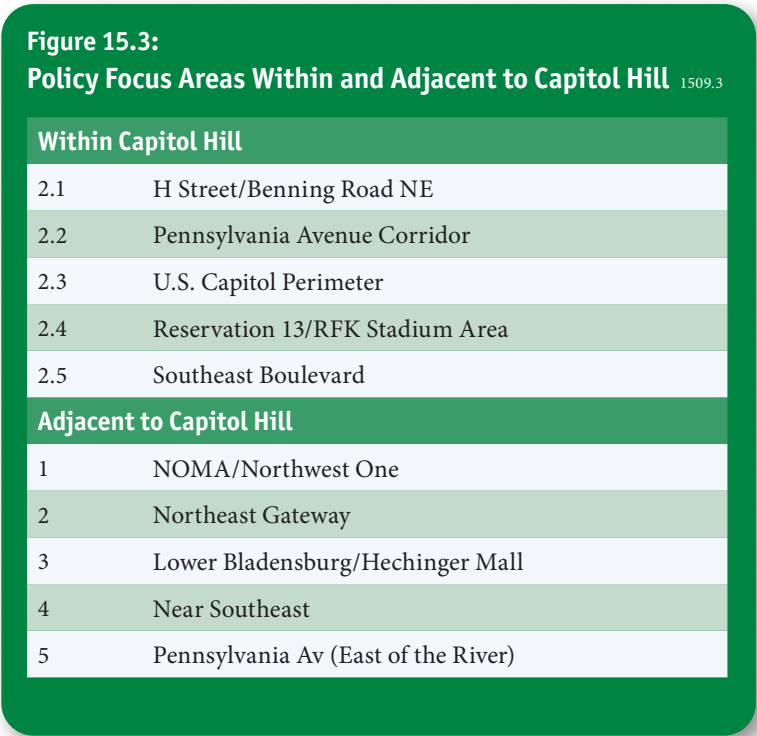 Figure 15.3:
Policy Focus Areas Within and Adjacent to Capitol Hill 1509.3
Within Capitol Hill
2.1 H Street/Benning Road NE
2.2 Pennsylvania Avenue Corridor
2.3 U.S. Capitol Perimeter
2.4 Reservation 13/RFK Stadium Area
2.5 Southeast Boulevard
Adjacent to Capitol Hill
1 NOMA/Northwest One
2 Northeast Gateway
3 Lower Bladensburg/Hechinger Mall
4 Near Southeast
5 Pennsylvania Av (East of the River)